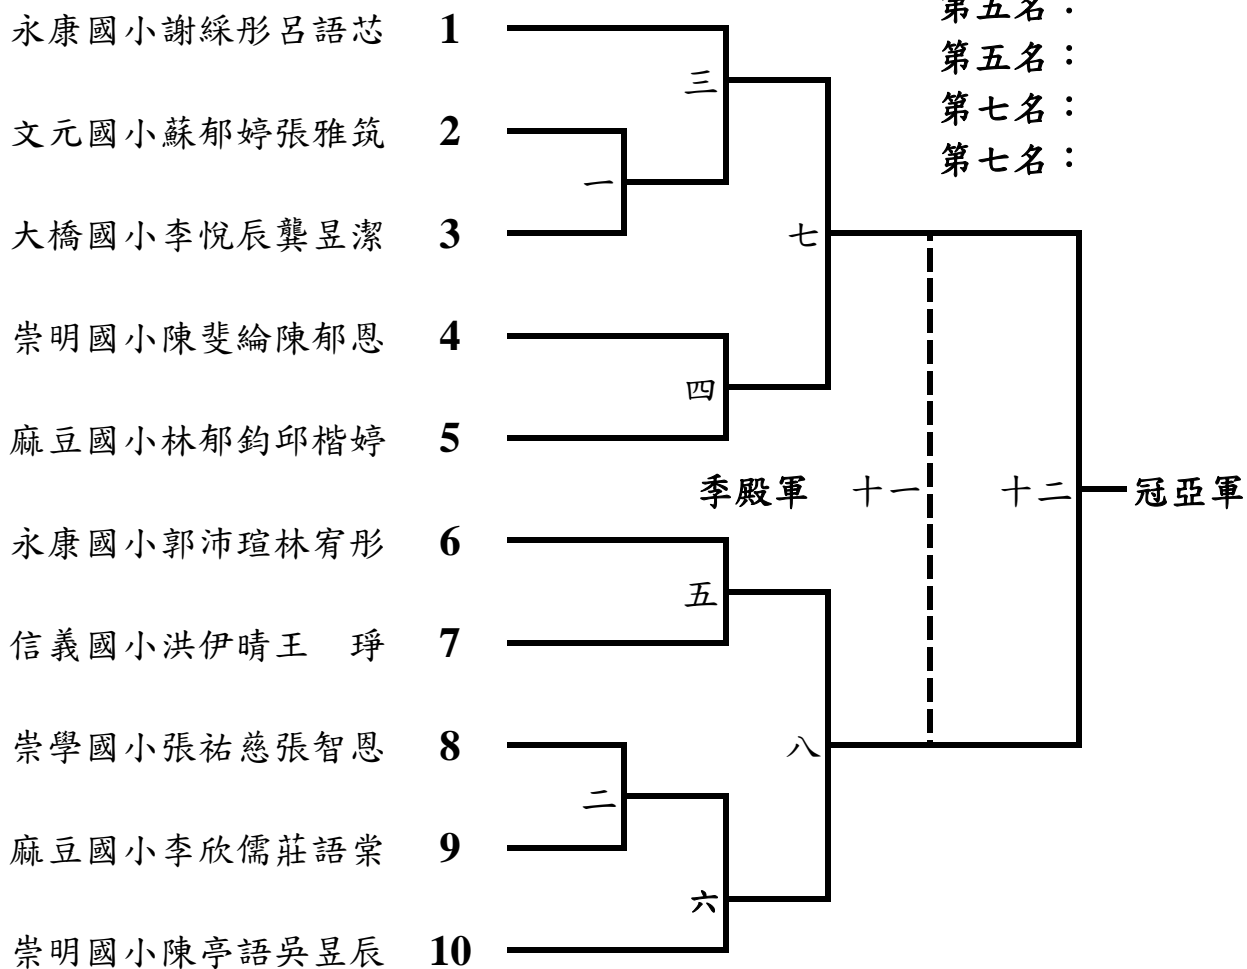 第五名：
永康國小謝綵彤呂語芯 1
第五名：
三
第七名：
文元國小蘇郁婷張雅筑 2
第七名：
一
大橋國小李悅辰龔昱潔 3
七
崇明國小陳斐綸陳郁恩 4
四
麻豆國小林郁鈞邱楷婷 5
季殿軍 十一 十二 冠亞軍
永康國小郭沛瑄林宥彤 6
五
信義國小洪伊晴王　琤 7
崇學國小張祐慈張智恩 8
八
二
麻豆國小李欣儒莊語棠 9
六
崇明國小陳亭語吳昱辰 10